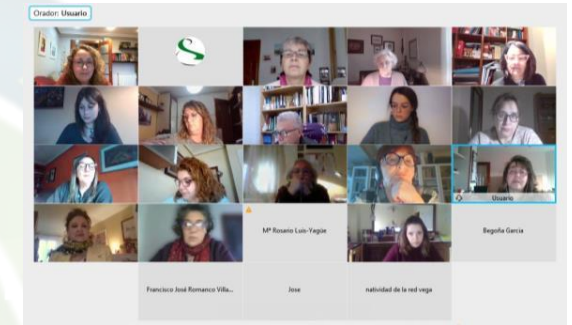 Orador: Usuario
S
Usuario
Mª Rosario Luis-Yagüe
Begoña Garcia
Francisco José Romanco Villa...
Jose
natividad de la red vega